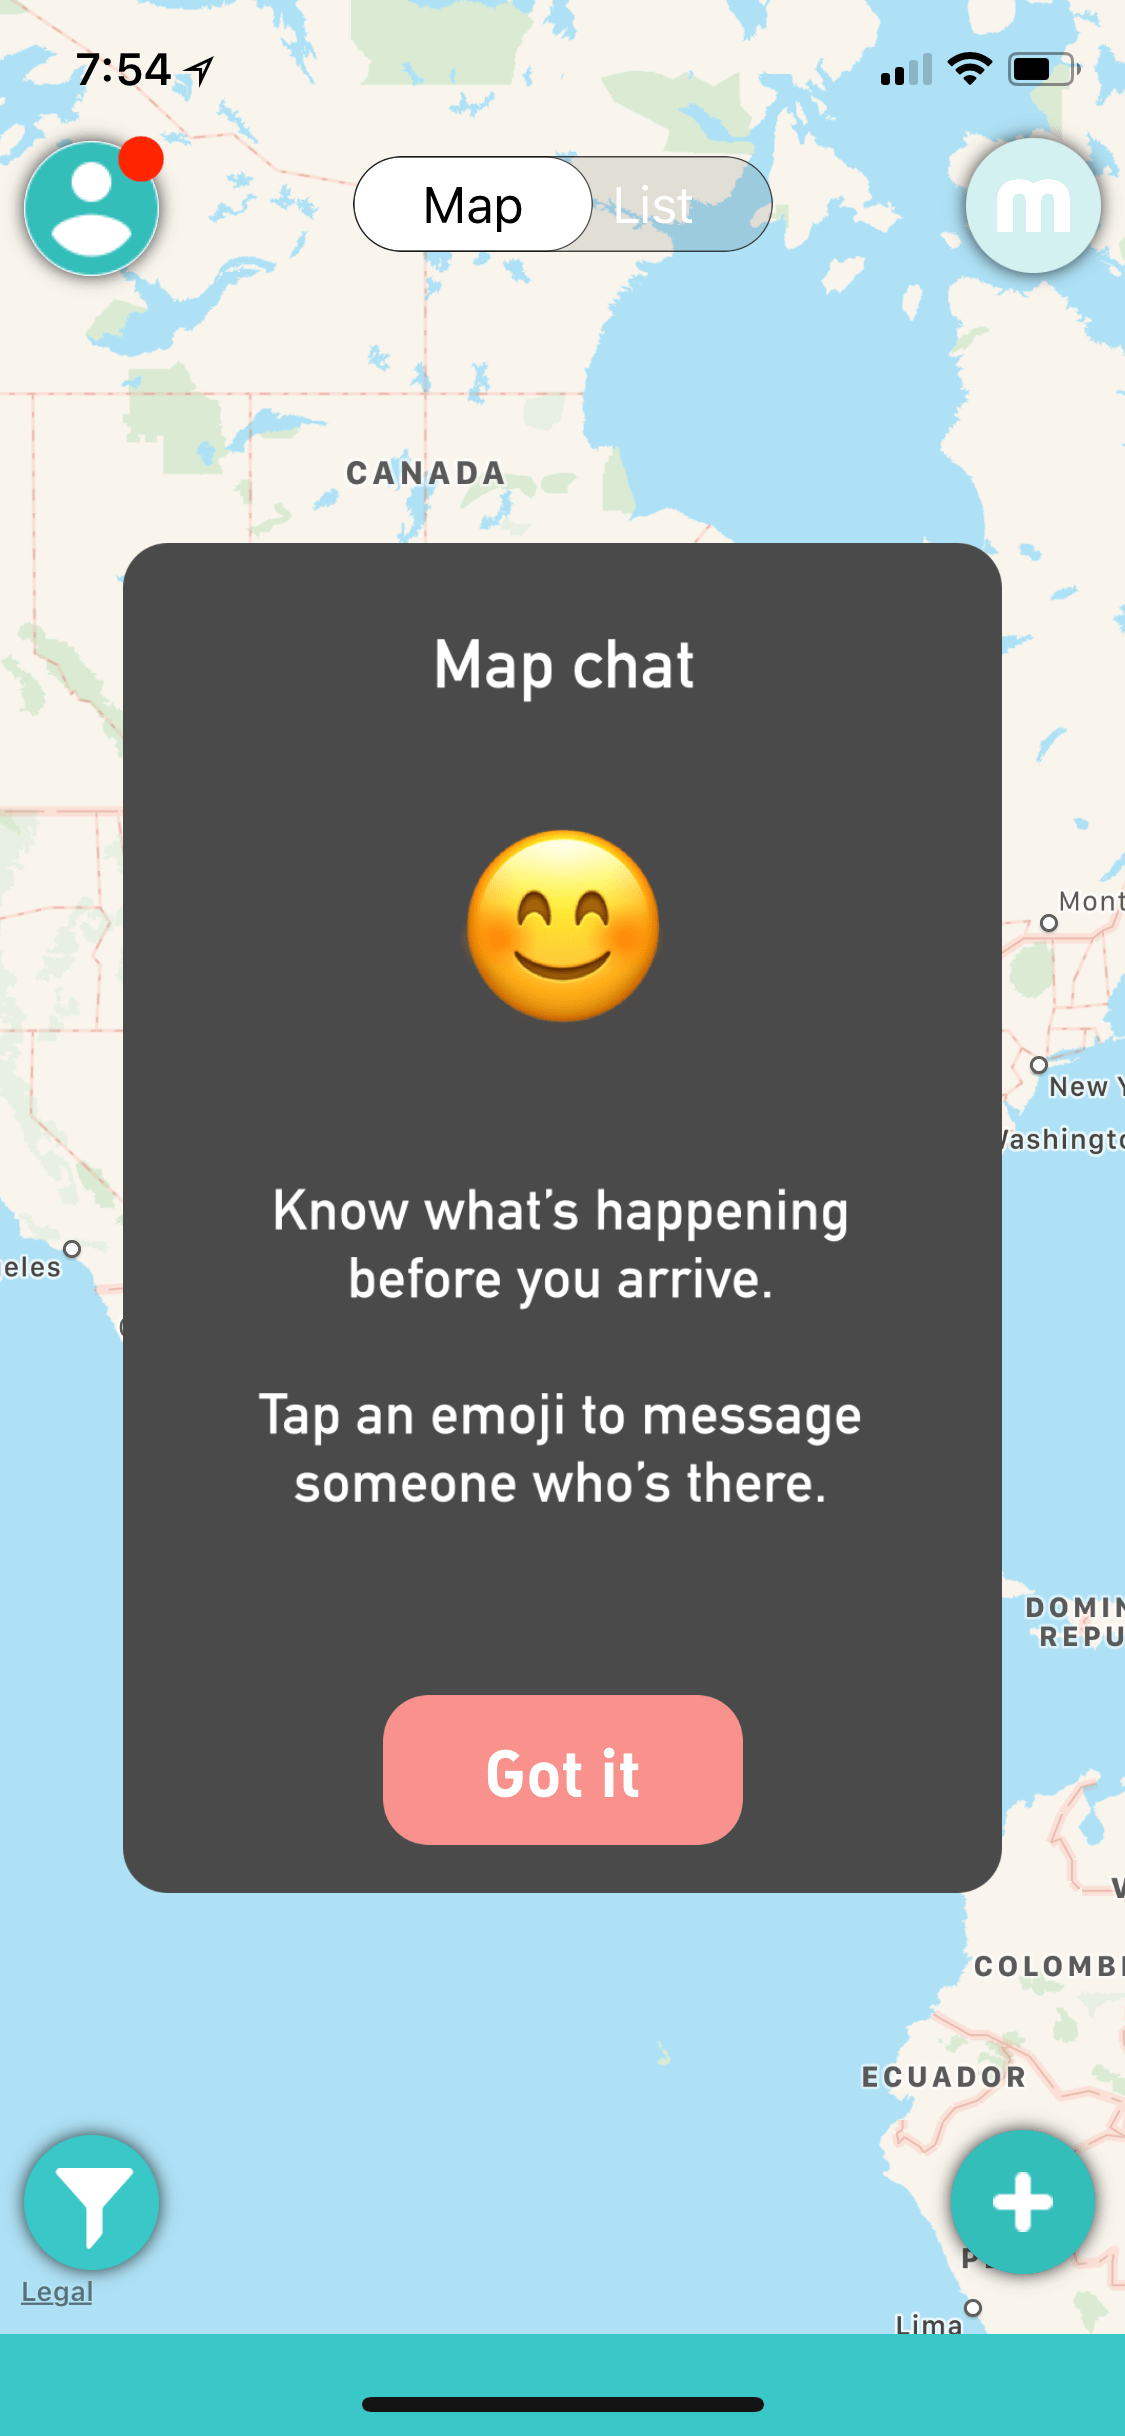 7:54
Map
List
m
CANADA
Map chat
Mont
New Y
ashingto
Know what's happening
before you arrive.
eles
Tap an emoji to message
someone who's there.
DOMIN
REPU
Got it
V
COLOMBI
ECUADOR
P
Legal
Lima